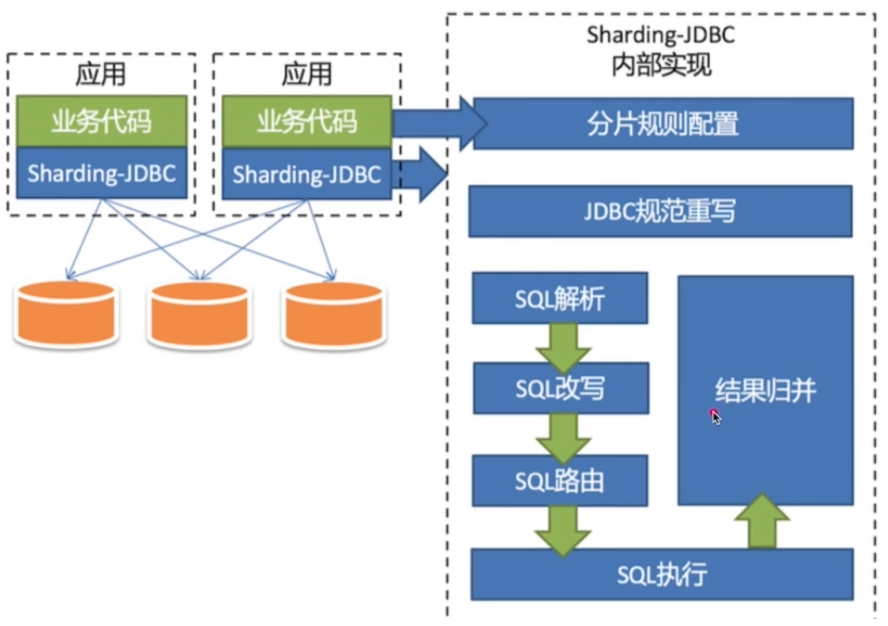 应用
业务代码
Sharding-JDBC
应用
业务代码
Sharding-JDBC
Sharding-JDBC
内部实现
分片规则配置
JDBC规范重写
SQL解析
SQL改写
SQL路由
结果归并
SQL执行